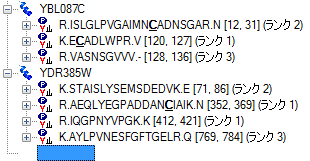 YBL087C
R.ISLGLPVGAIMNCADNSGAR.N [12, 31] (ランク 2)
K.ECADLWPR.V [120, 127] (ランク 1)
R.VASNSGVVV.- [128, 136] (ランク 3)
YDR385W
K.STAISLYSEMSDEDVK.E [71, 86] (ランク 2)
R.AEQLYEGPADDANCIAIK.N [352, 369] (ランク 1)
R.IQGPNYVPGK.K [412, 421] (ランク 1)
K.AYLPVNESFGFTGELR.Q [769, 784] (ランク 3)